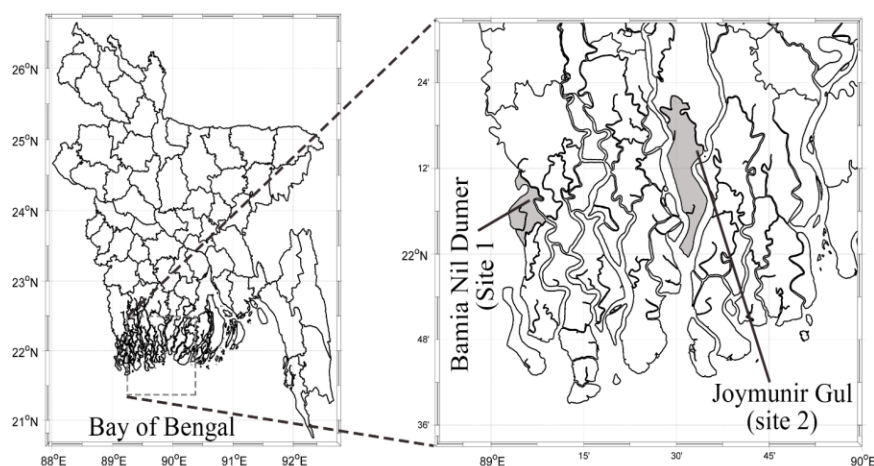 26°N
25°N
24°N
23°N
22°N
21°N
88°E 89°E 90°E 91°E 92°E
Bay of Bengal
24'
12'
22°N
48'
36'
89°E 15' 30' 45' 90°E
Bamia Nil Dumer
(Site 1)
Joymunir Gul
(site 2)